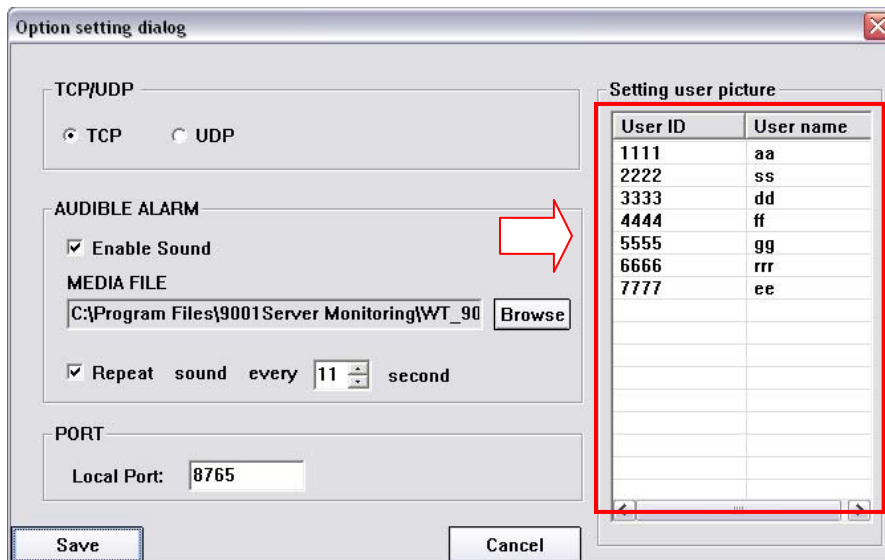 Option setting dialog
TCP/UDP
TCP UDP
AUDIBLE ALARM
Enable Sound
MEDIA FILE
C:\Program Files\9001Server Monitoring\WT_90 Browse
Repeat sound every 11 second
PORT
Local Port: 8765
Save Cancel
Setting user picture
User ID User name
1111 aa
2222 ss
3333 dd
4444 ff
5555 gg
6666 rrr
7777 ee